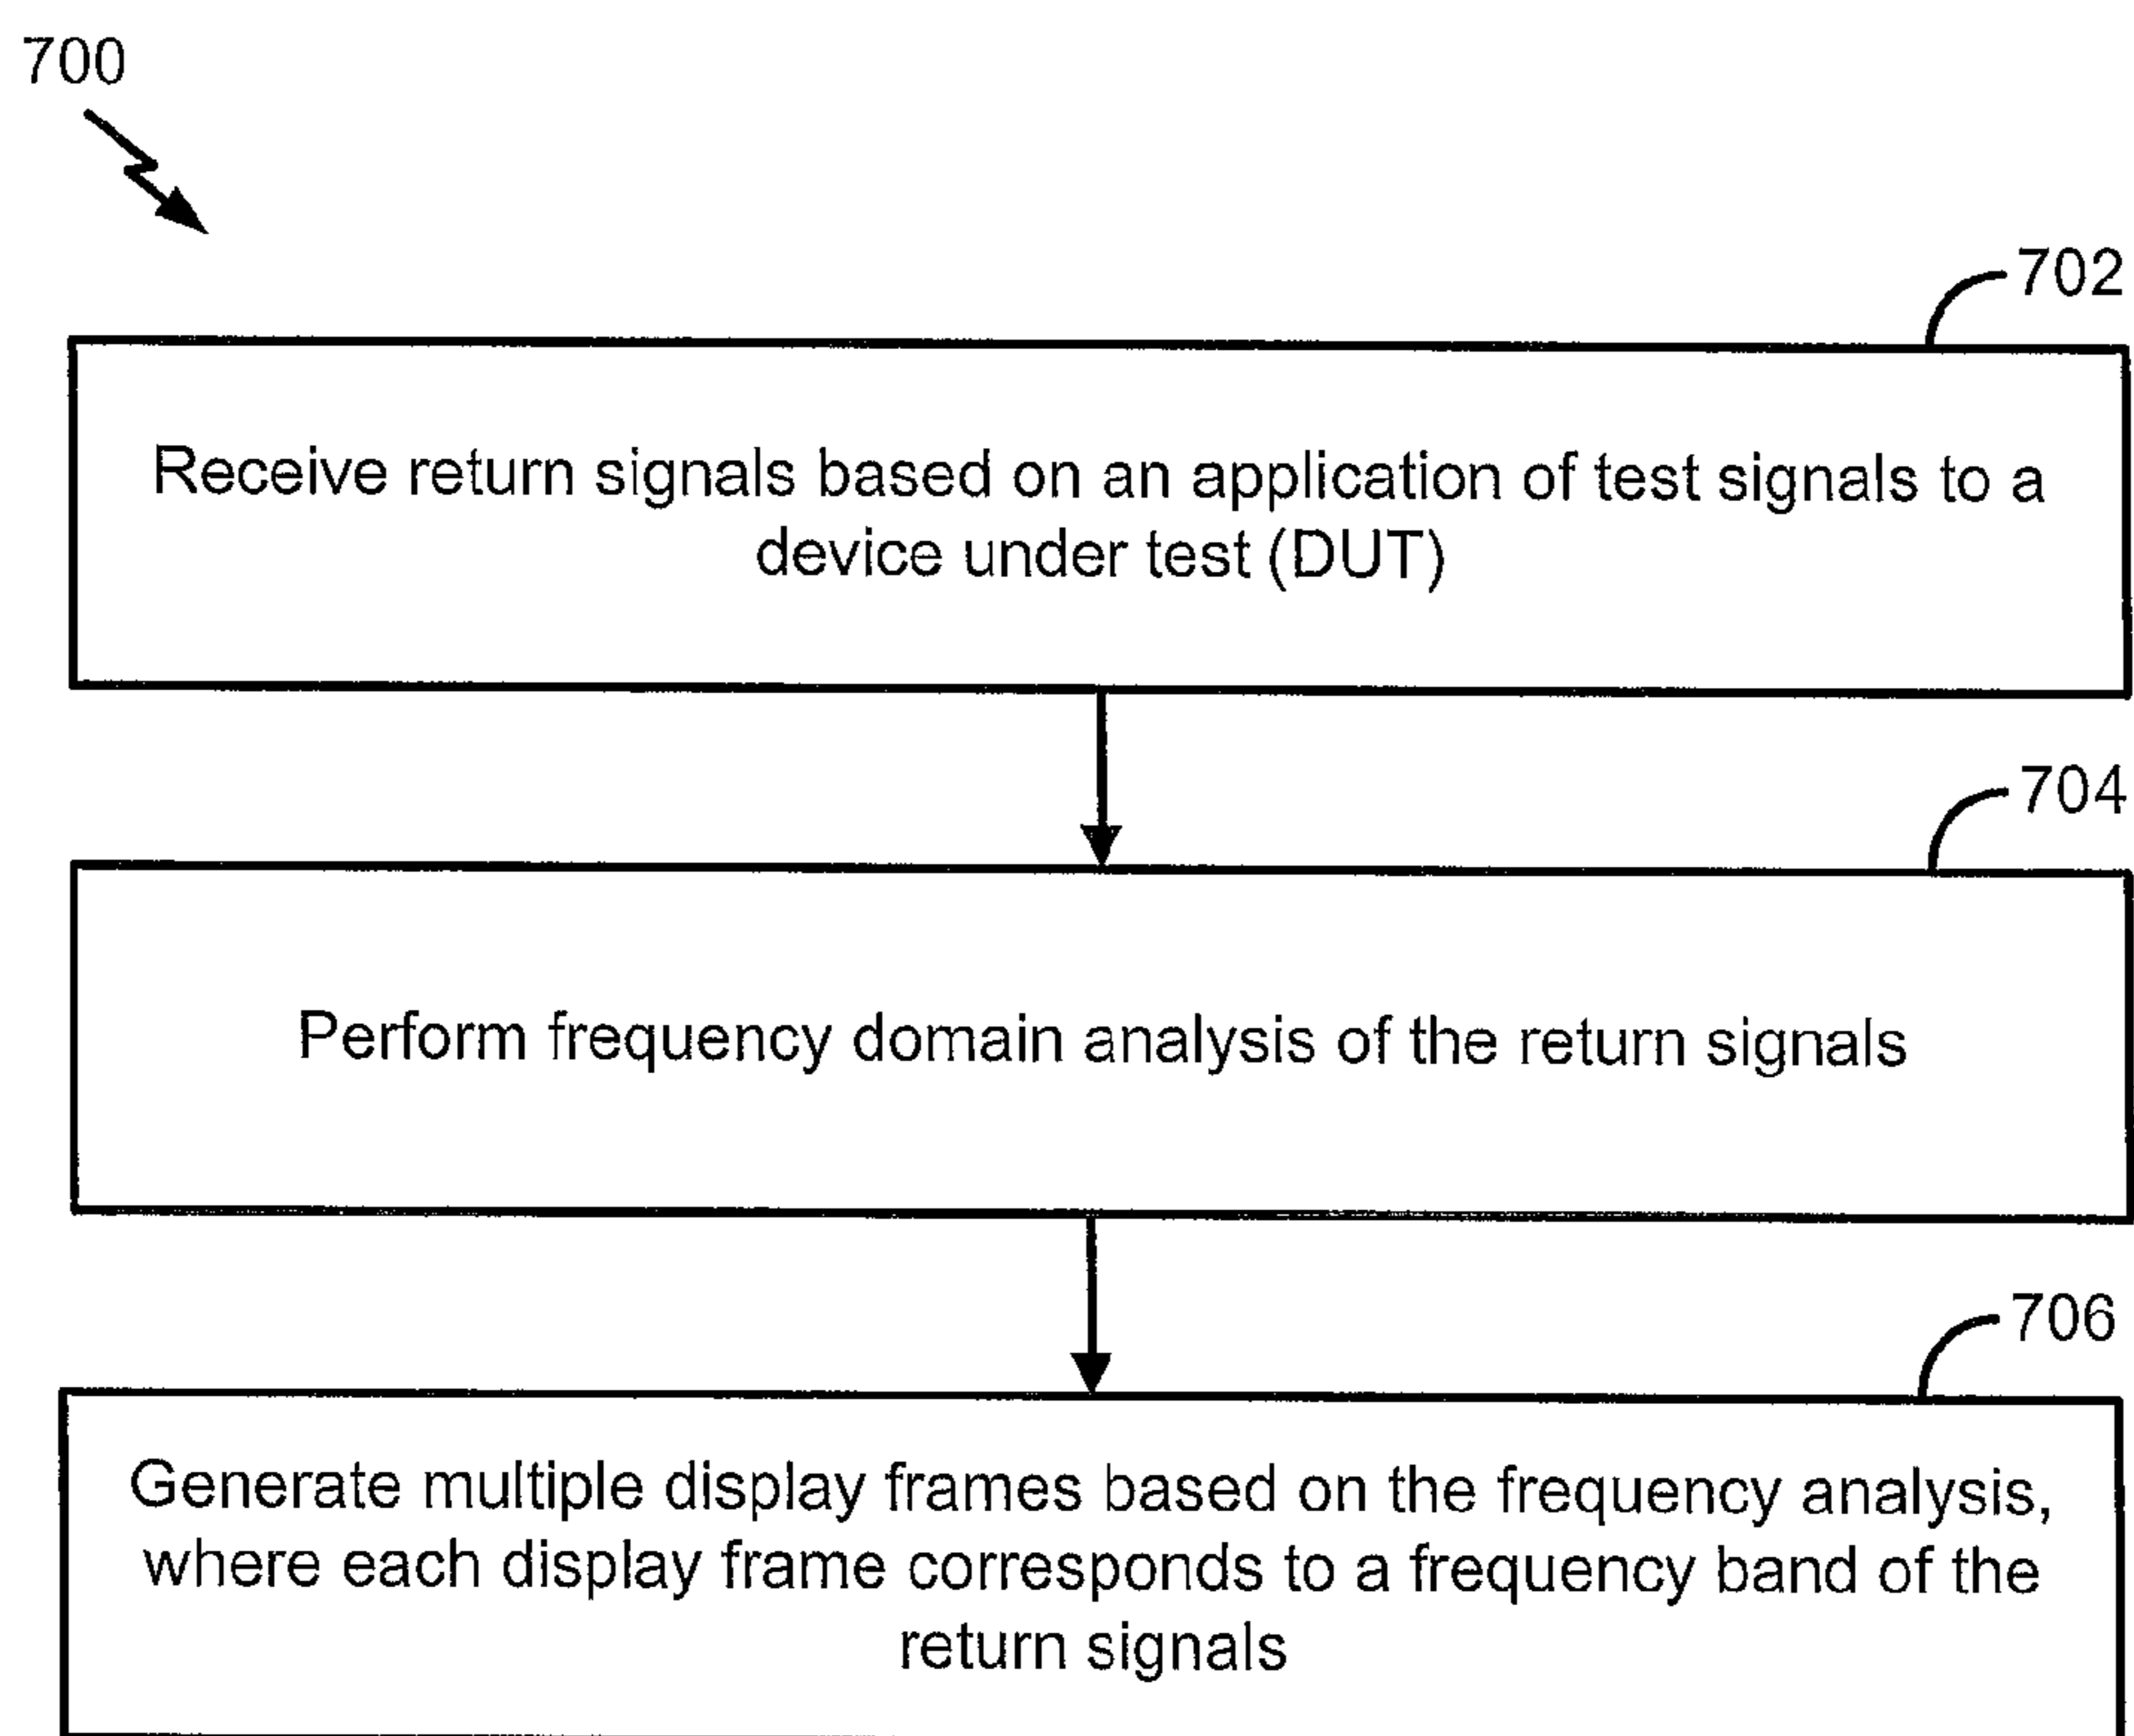 700
702
Receive return signals based on an application of test signals to a
device under test (DUT)
704
Perform frequency domain analysis of the return signals
706
Generate multiple display frames based on the frequency analysis,
where each display frame corresponds to a frequency band of the
return signals